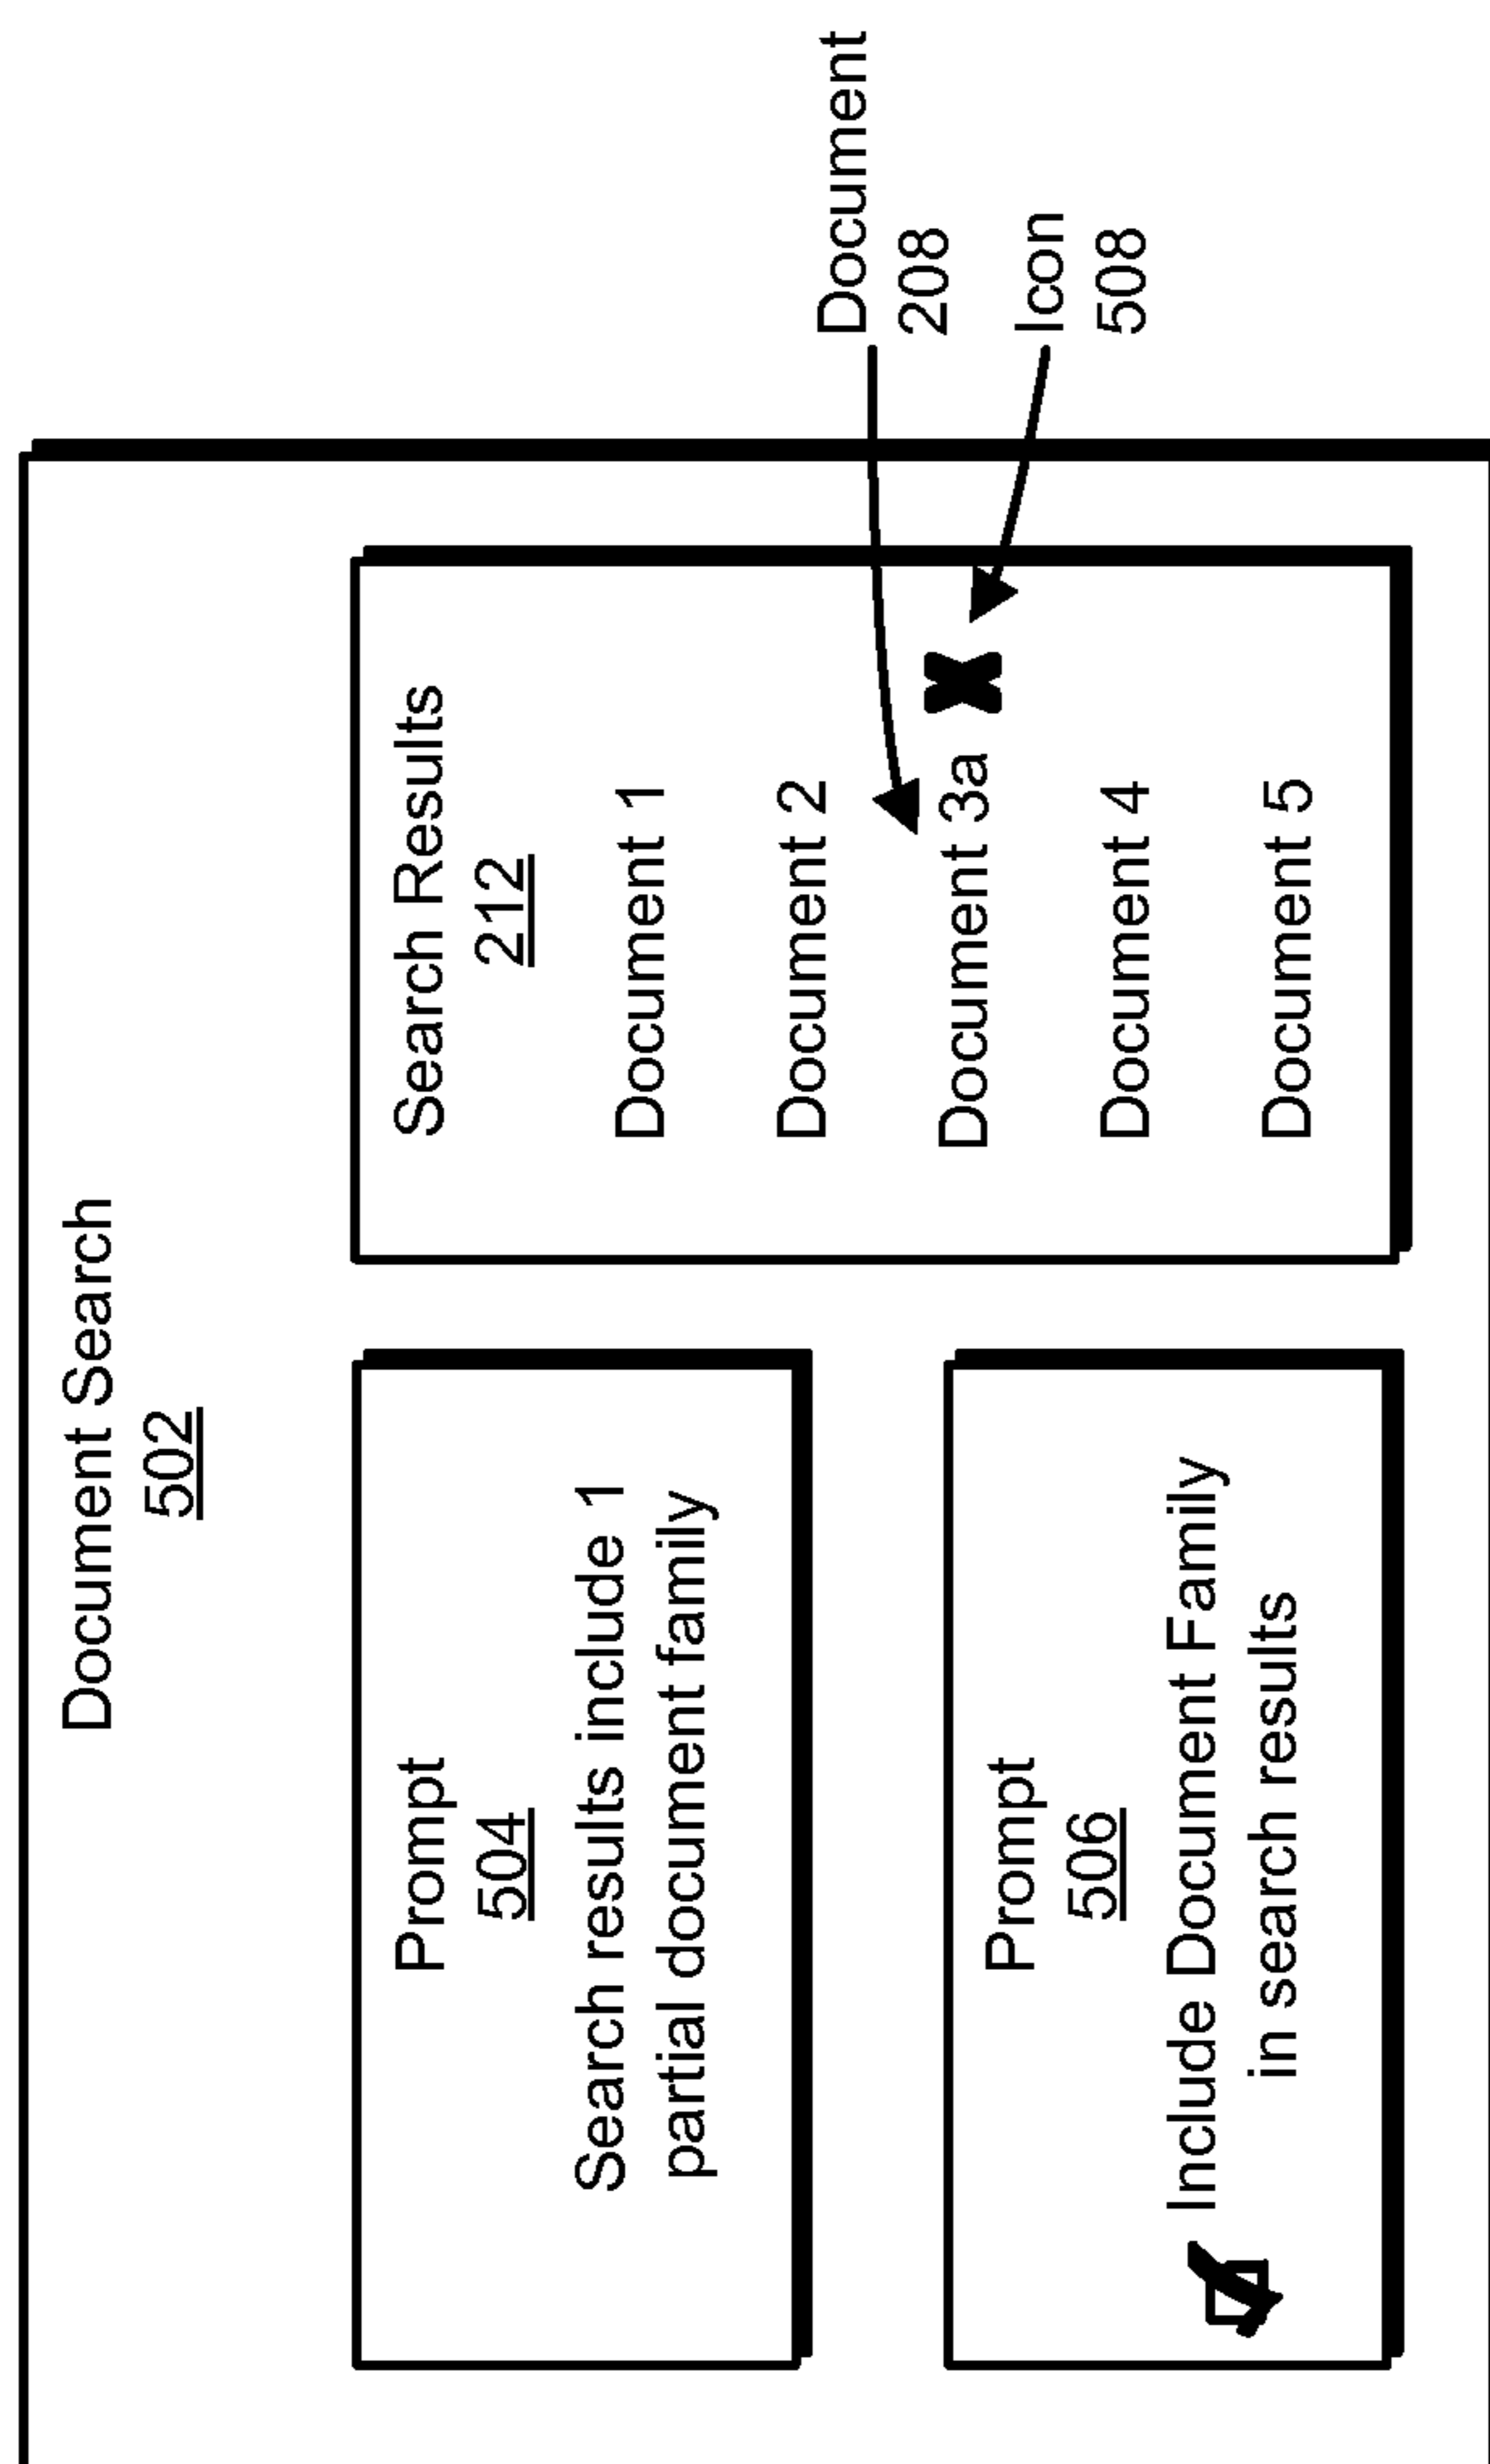 Document Search
502
Prompt
504
Search results include 1
partial document family
Prompt
506
Include Document Family
in search results
Search Results
212
Document 1
Document 2
Document 3a
Document 4
Document 5
Document
208
Icon
508